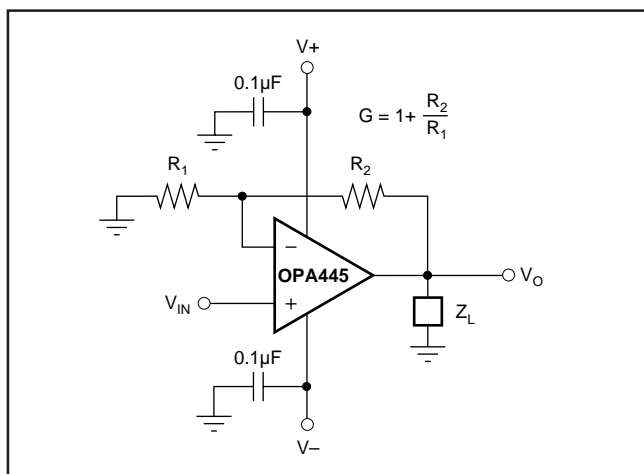 V+
0.1µF
G = 1+ R2
R1
R1
R2
−
OPA445
VIN
+
VO
ZL
0.1µF
V−